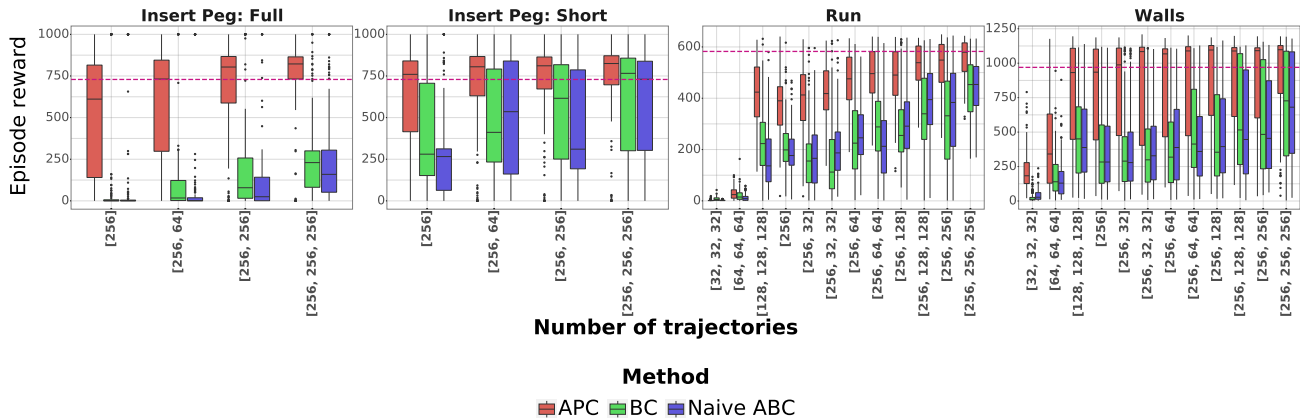 Insert Peg: Full
Insert Peg: Short
Run
Walls
Episode reward
1000
750
500
250
0
1000
750
500
250
0
600
400
200
0
1250
1000
750
500
250
0
[256]
[256, 64]
[256, 256]
[256, 256, 256]
[256]
[256, 64]
[256, 256]
[256, 256, 256]
[32, 32, 32]
[64, 64, 64]
[128, 128, 128]
[256]
[256, 32]
[256, 32, 32]
[256, 64]
[256, 64, 64]
[256, 128]
[256, 128, 128]
[256, 256]
[256, 256, 256]
[32, 32, 32]
[64, 64, 64]
[128, 128, 128]
[256]
[256, 32]
[256, 32, 32]
[256, 64]
[256, 64, 64]
[256, 128]
[256, 128, 128]
[256, 256]
[256, 256, 256]
Number of trajectories
Method
APC BC Naive ABC